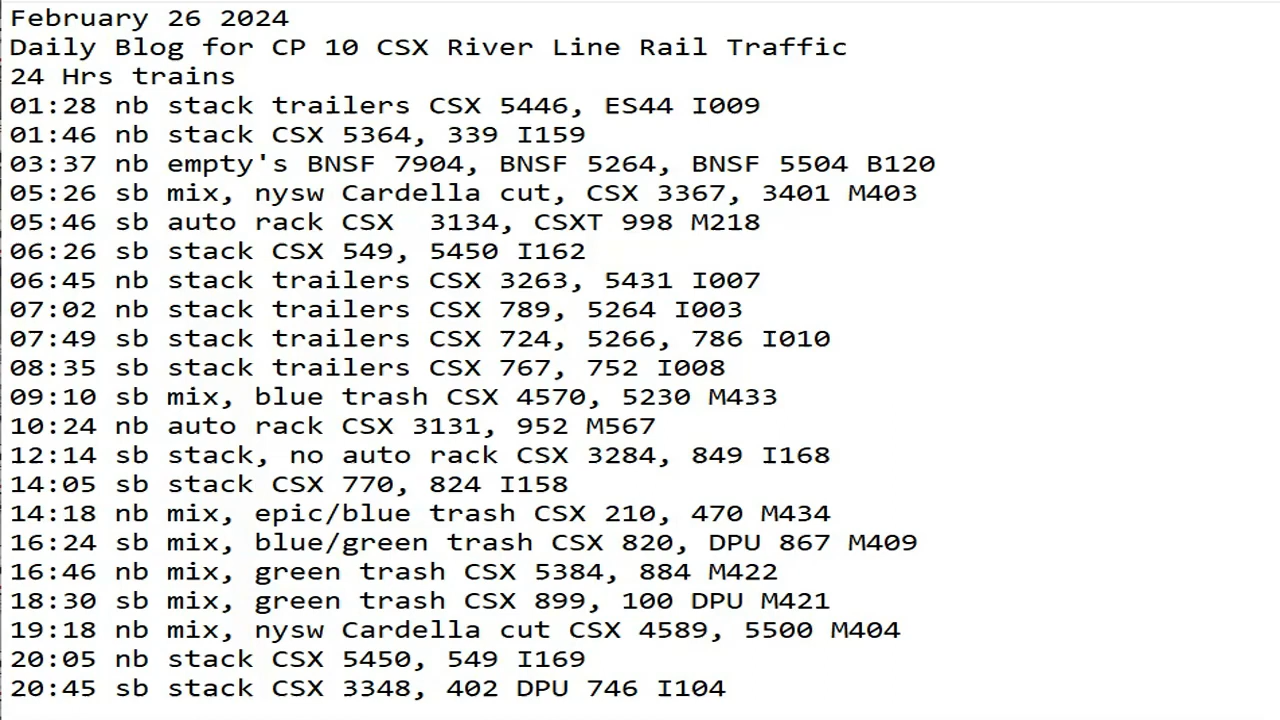 February 26 2024
Daily Blog for CP 10 CSX River Line Rail Traffic
24 Hrs trains
01:28 nb stack trailers CSX 5446, ES44 I009
01:46 nb stack CSX 5364, 339 I159
03:37 nb empty's BNSF 7904, BNSF 5264, BNSF 5504 B120
05:26 sb mix, nysw Cardella cut, CSX 3367, 3401 M403
05:46 sb auto rack CSX  3134, CSXT 998 M218
06:26 sb stack CSX 549, 5450 I162
06:45 nb stack trailers CSX 3263, 5431 I007
07:02 nb stack trailers CSX 789, 5264 I003
07:49 sb stack trailers CSX 724, 5266, 786 I010
08:35 sb stack trailers CSX 767, 752 I008
09:10 sb mix, blue trash CSX 4570, 5230 M433
10:24 nb auto rack CSX 3131, 952 M567
12:14 sb stack, no auto rack CSX 3284, 849 I168
14:05 sb stack CSX 770, 824 I158
14:18 nb mix, epic/blue trash CSX 210, 470 M434
16:24 sb mix, blue/green trash CSX 820, DPU 867 M409
16:46 nb mix, green trash CSX 5384, 884 M422
18:30 sb mix, green trash CSX 899, 100 DPU M421
19:18 nb mix, nysw Cardella cut CSX 4589, 5500 M404
20:05 nb stack CSX 5450, 549 I169
20:45 sb stack CSX 3348, 402 DPU 746 I104